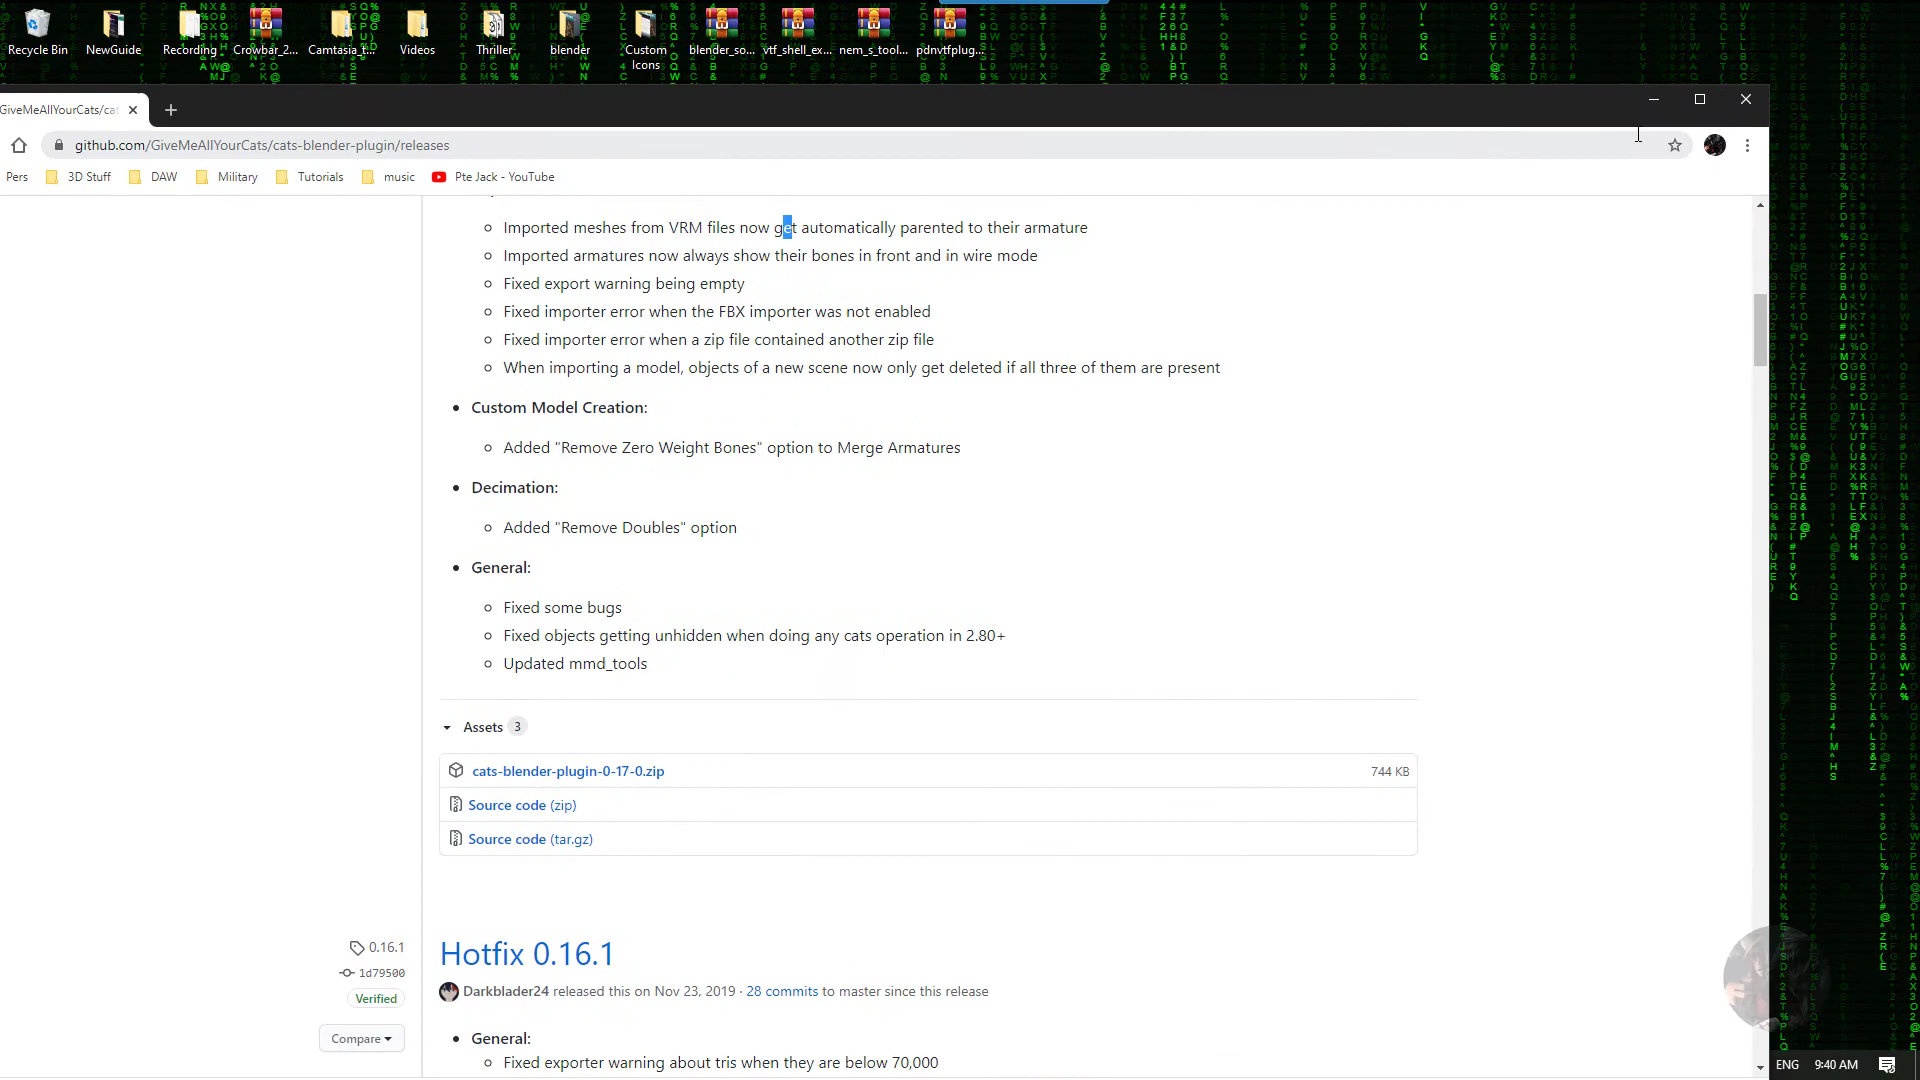 Recycle Bin
NewGuide
Recording
Crowbar_2...
Camtasia_t...
Videos
Thriller
blender
Custom Icons
blender_so...
vtf_shell_ex...
nem_s_tool...
pdnvtfplug...
GiveMeAllYourCats/cat
github.com/GiveMeAllYourCats/cats-blender-plugin/releases
Pers
3D Stuff
DAW
Military
Tutorials
music
Pte Jack - YouTube
Imported meshes from VRM files now get automatically parented to their armature
Imported armatures now always show their bones in front and in wire mode
Fixed export warning being empty
Fixed importer error when the FBX importer was not enabled
Fixed importer error when a zip file contained another zip file
When importing a model, objects of a new scene now only get deleted if all three of them are present
Custom Model Creation:
Added "Remove Zero Weight Bones" option to Merge Armatures
Decimation:
Added "Remove Doubles" option
General:
Fixed some bugs
Fixed objects getting unhidden when doing any cats operation in 2.80+
Updated mmd_tools
Assets 3
cats-blender-plugin-0-17-0.zip
744 KB
Source code (zip)
Source code (tar.gz)
0.16.1
1d79500
Verified
Compare
Hotfix 0.16.1
Darkblader24 released this on Nov 23, 2019 · 28 commits to master since this release
General:
Fixed exporter warning about tris when they are below 70,000
ENG
9:40 AM